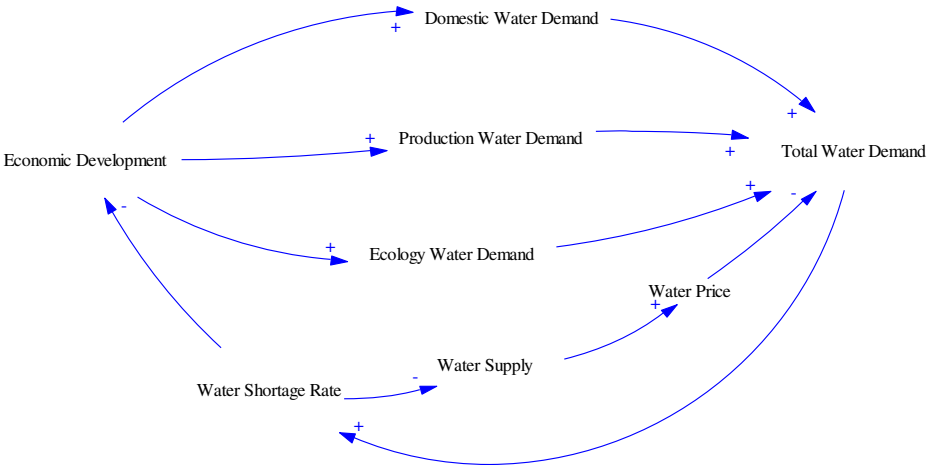 Domestic Water Demand
+
+
Production Water Demand
+
+
Economic Development
Total Water Demand
+
-
-
+
Ecology Water Demand
Water Price
+
Water Supply
-
Water Shortage Rate
+